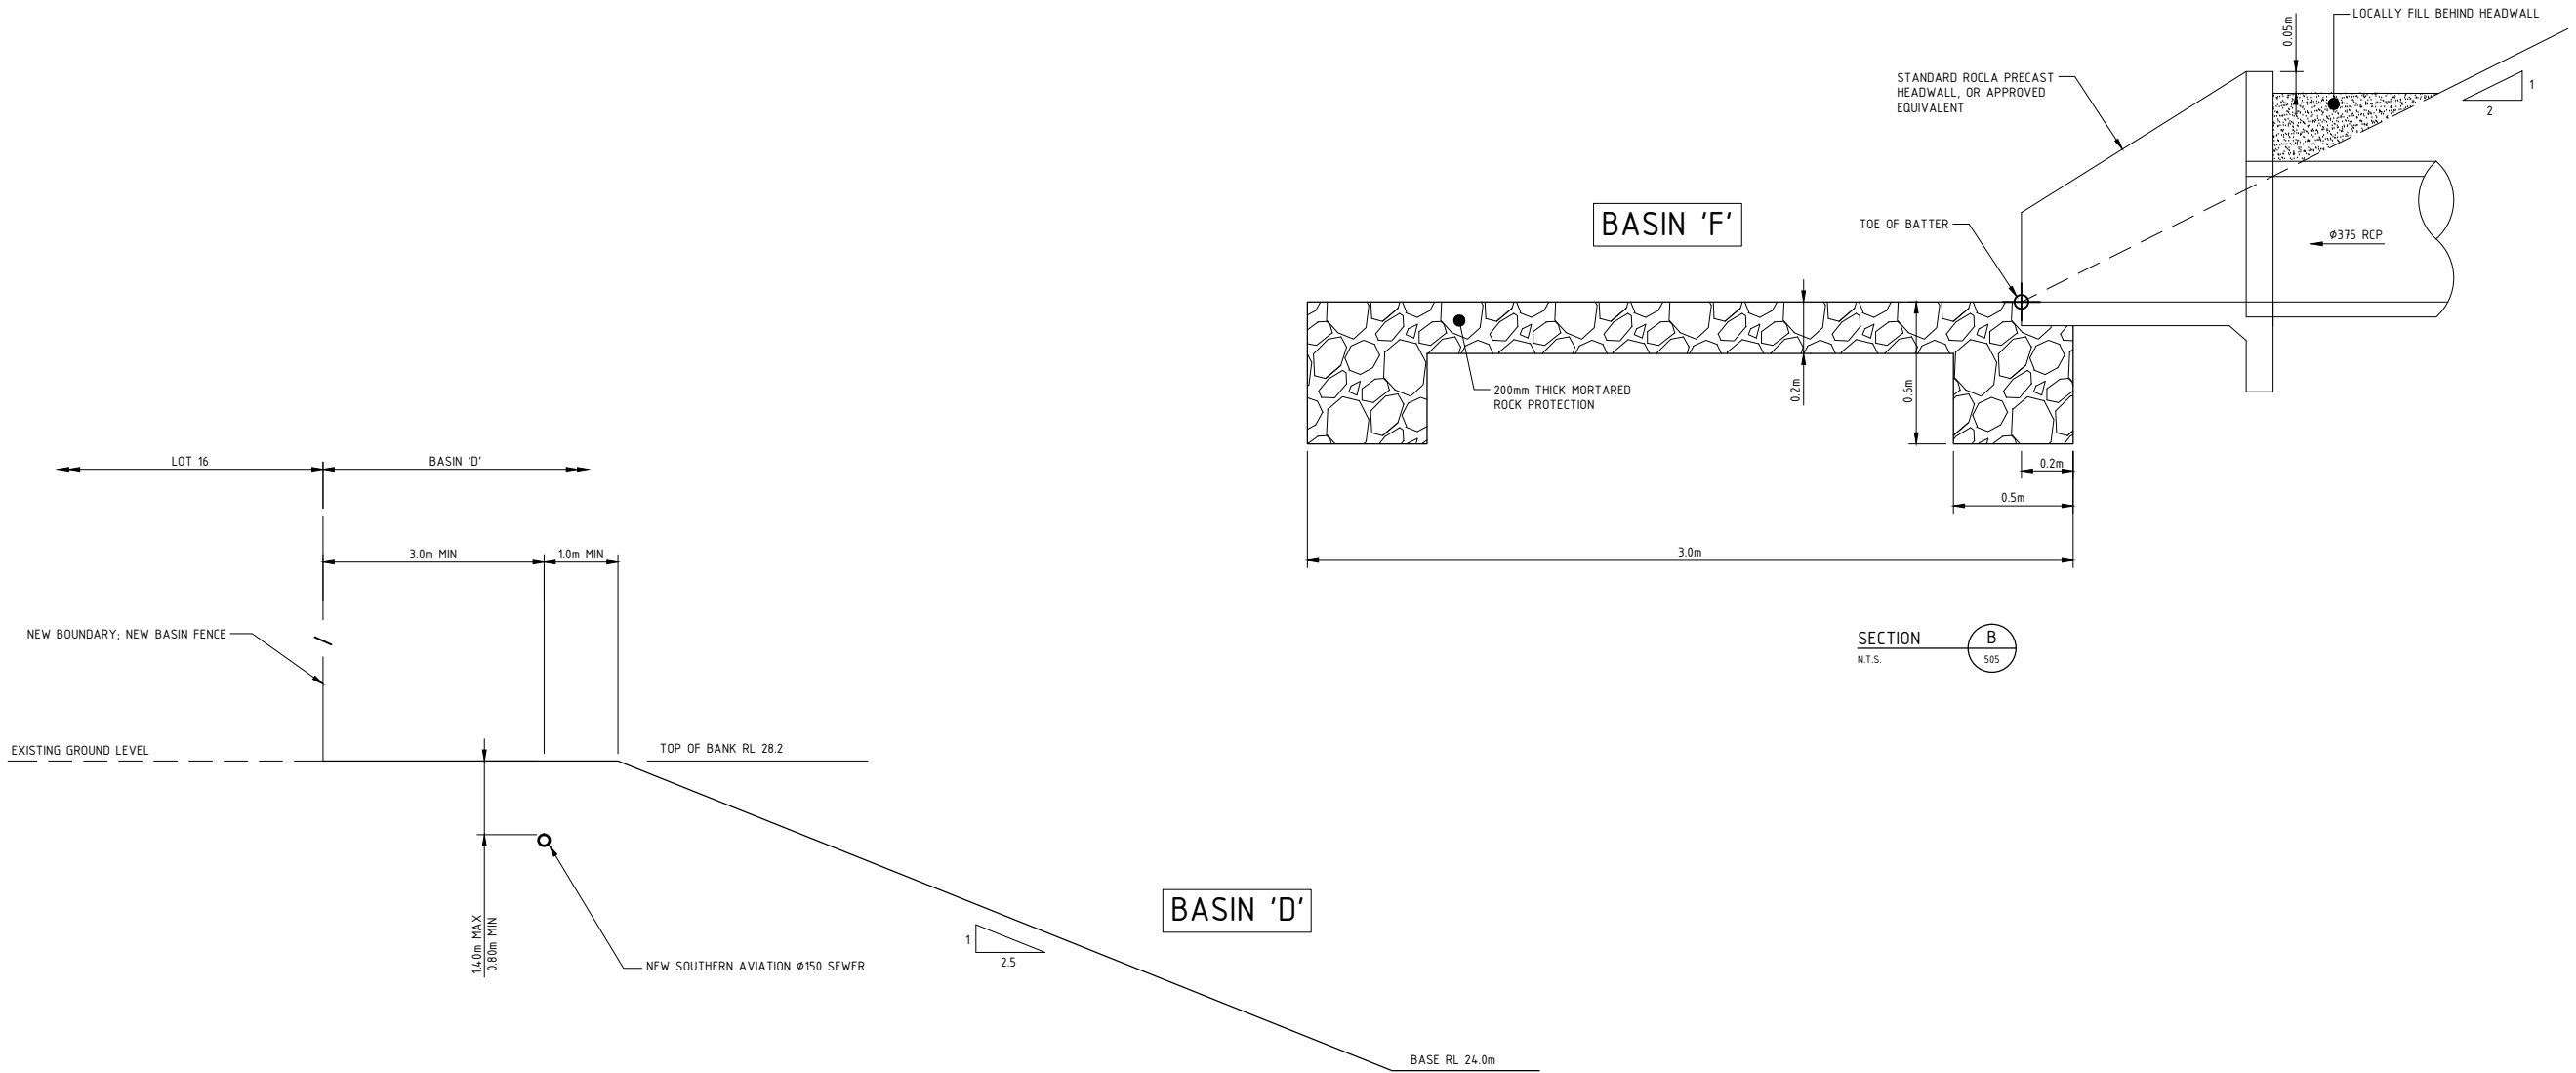 LOCALLY FILL BEHIND HEADWALL
0.05m
STANDARD ROCLA PRECAST
HEADWALL, OR APPROVED
EQUIVALENT
1
2
BASIN 'F'
TOE OF BATTER
Ø375 RCP
200mm THICK MORTARED
ROCK PROTECTION
0.2m
0.6m
0.2m
0.5m
3.0m
SECTION
B
N.T.S.
505
LOT 16
BASIN 'D'
3.0m MIN
1.0m MIN
NEW BOUNDARY; NEW BASIN FENCE
EXISTING GROUND LEVEL
TOP OF BANK RL 28.2
1.40m MAX
0.80m MIN
NEW SOUTHERN AVIATION Ø150 SEWER
BASIN 'D'
1
2.5
BASE RL 24.0m